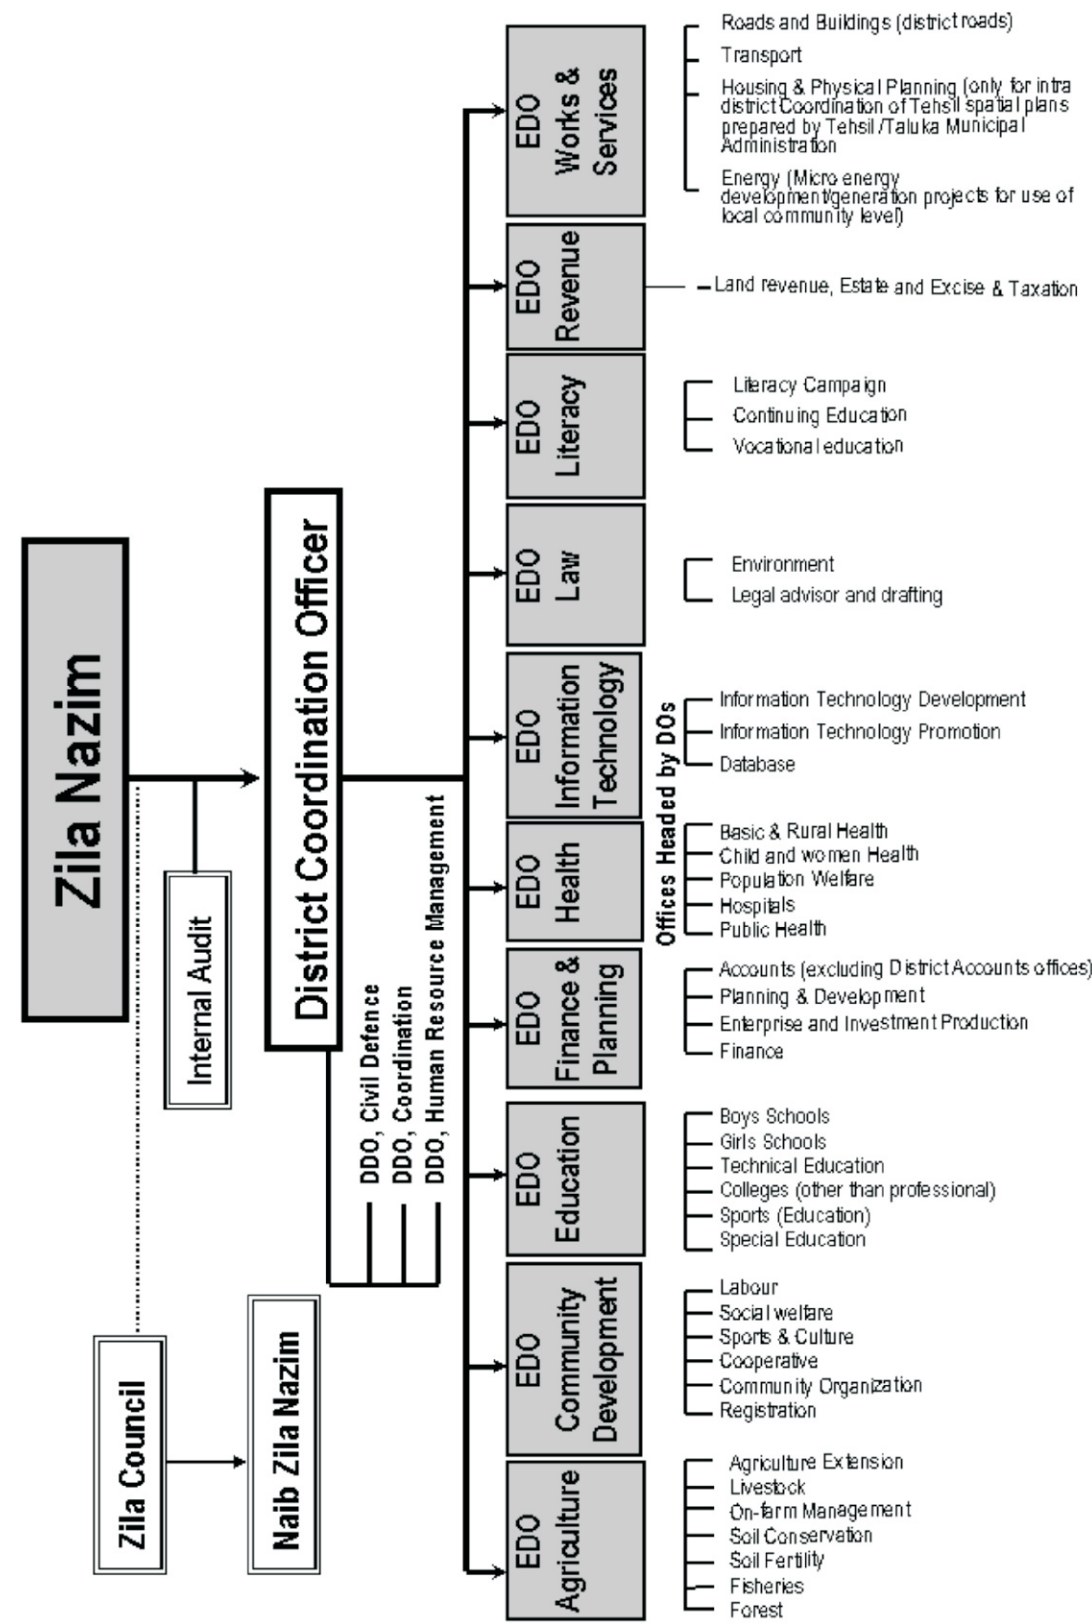 Zila Nazim
Zila Council
Naib Zila Nazim
Internal Audit
District Coordination Officer
DDO, Civil Defence
DDO, Coordination
DDO, Human Resource Management
EDO
Agriculture
EDO
Community
Development
EDO
Education
EDO
Finance &
Planning
EDO
Health
EDO
Information
Technology
EDO
Law
EDO
Literacy
EDO
Revenue
EDO
Works &
Services
Offices Headed by DOs
Roads and Buildings (district roads)
Transport
Housing & Physical Planning (only for intra
district Coordination of Tehsil spatial plans
prepared by Tehsil/Taluka Municipal
Administration
Energy (Micro energy
development/generation projects for use of
local community level)
Land revenue, Estate and Excise & Taxation
Literacy Campaign
Continuing Education
Vocational education
Environment
Legal advisor and drafting
Information Technology Development
Information Technology Promotion
Database
Basic & Rural Health
Child and women Health
Population Welfare
Hospitals
Public Health
Accounts (excluding District Accounts offices)
Planning & Development
Enterprise and Investment Production
Finance
Boys Schools
Girls Schools
Technical Education
Colleges (other than professional)
Sports (Education)
Special Education
Labour
Social welfare
Sports & Culture
Cooperative
Community Organization
Registration
Agriculture Extension
Livestock
On-farm Management
Soil Conservation
Soil Fertility
Fisheries
Forest